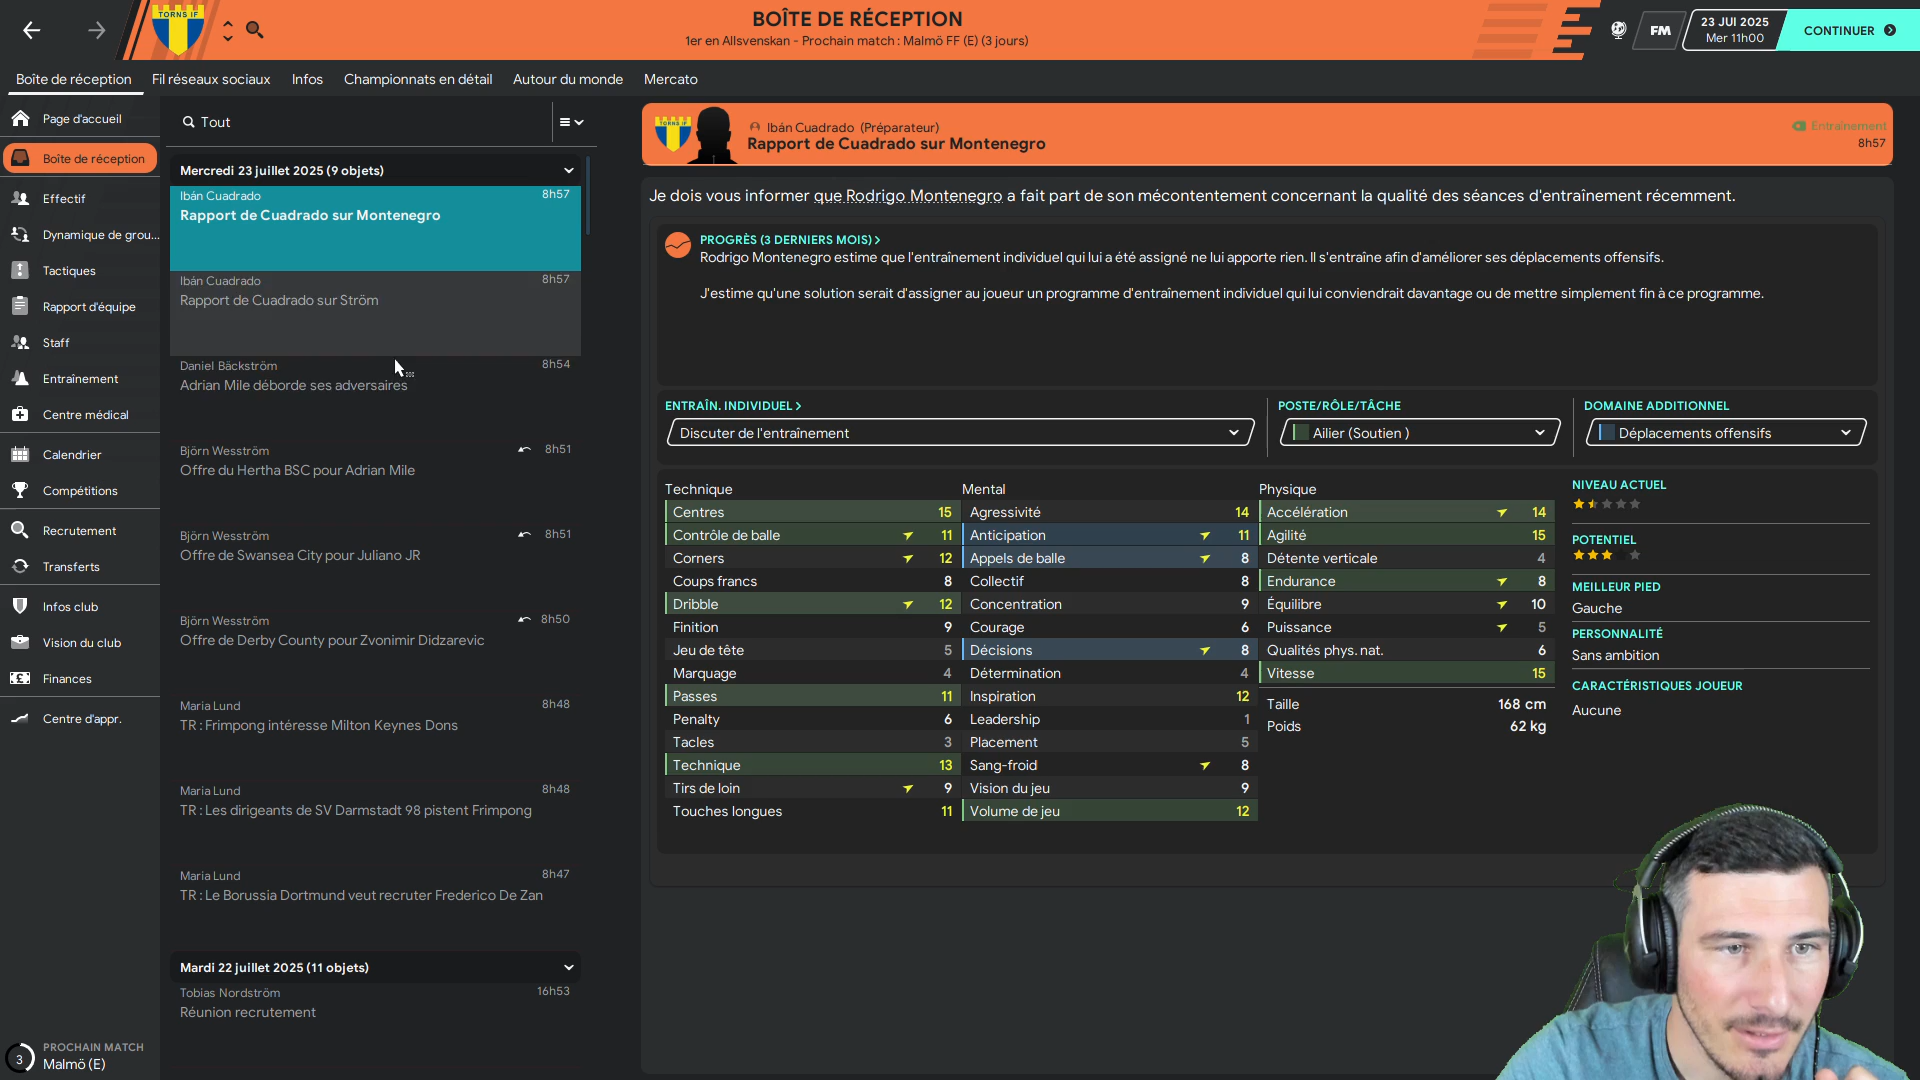 TORNS IF
BOÎTE DE RÉCEPTION
1er en Allsvenskan - Prochain match : Malmö FF (E) (3 jours)
FM
23 JUI 2025
Mer 11h00
CONTINUER
Boîte de réception
Fil réseaux sociaux
Infos
Championnats en détail
Autour du monde
Mercato
Page d'accueil
Boîte de réception
Effectif
Dynamique de grou...
Tactiques
Rapport d'équipe
Staff
Entraînement
Centre médical
Calendrier
Compétitions
Recrutement
Transferts
Infos club
Vision du club
Finances
Centre d'appr.
3
PROCHAIN MATCH
Malmö (E)
Tout
Mercredi 23 juillet 2025 (9 objets)
Ibán Cuadrado 8h57
Rapport de Cuadrado sur Montenegro
Ibán Cuadrado 8h57
Rapport de Cuadrado sur Ström
Daniel Bäckström 8h54
Adrian Mile déborde ses adversaires
Björn Wesström 8h51
Offre du Hertha BSC pour Adrian Mile
Björn Wesström 8h51
Offre de Swansea City pour Juliano JR
Björn Wesström 8h50
Offre de Derby County pour Zvonimir Didzarevic
Maria Lund 8h48
TR : Frimpong intéresse Milton Keynes Dons
Maria Lund 8h48
TR : Les dirigeants de SV Darmstadt 98 pistent Frimpong
Maria Lund 8h47
TR : Le Borussia Dortmund veut recruter Frederico De Zan
Mardi 22 juillet 2025 (11 objets)
Tobias Nordström 16h53
Réunion recrutement
TORNS IF
Ibán Cuadrado (Préparateur)
Rapport de Cuadrado sur Montenegro
Entraînement
8h57
Je dois vous informer que Rodrigo Montenegro a fait part de son mécontentement concernant la qualité des séances d'entraînement récemment.
PROGRÈS (3 DERNIERS MOIS) >
Rodrigo Montenegro estime que l'entraînement individuel qui lui a été assigné ne lui apporte rien. Il s'entraîne afin d'améliorer ses déplacements offensifs.
J'estime qu'une solution serait d'assigner au joueur un programme d'entraînement individuel qui lui conviendrait davantage ou de mettre simplement fin à ce programme.
ENTRAÎN. INDIVIDUEL >
Discuter de l'entraînement
POSTE/RÔLE/TÂCHE
Ailier (Soutien )
DOMAINE ADDITIONNEL
Déplacements offensifs
Technique
Centres 15
Contrôle de balle 11
Corners 12
Coups francs 8
Dribble 12
Finition 9
Jeu de tête 5
Marquage 4
Passes 11
Penalty 6
Tacles 3
Technique 13
Tirs de loin 9
Touches longues 11
Mental
Agressivité 14
Anticipation 11
Appels de balle 8
Collectif 8
Concentration 9
Courage 6
Décisions 8
Détermination 4
Inspiration 12
Leadership 1
Placement 5
Sang-froid 8
Vision du jeu 9
Volume de jeu 12
Physique
Accélération 14
Agilité 15
Détente verticale 4
Endurance 8
Équilibre 10
Puissance 5
Qualités phys. nat. 6
Vitesse 15
Taille 168 cm
Poids 62 kg
NIVEAU ACTUEL
POTENTIEL
MEILLEUR PIED
Gauche
PERSONNALITÉ
Sans ambition
CARACTÉRISTIQUES JOUEUR
Aucune